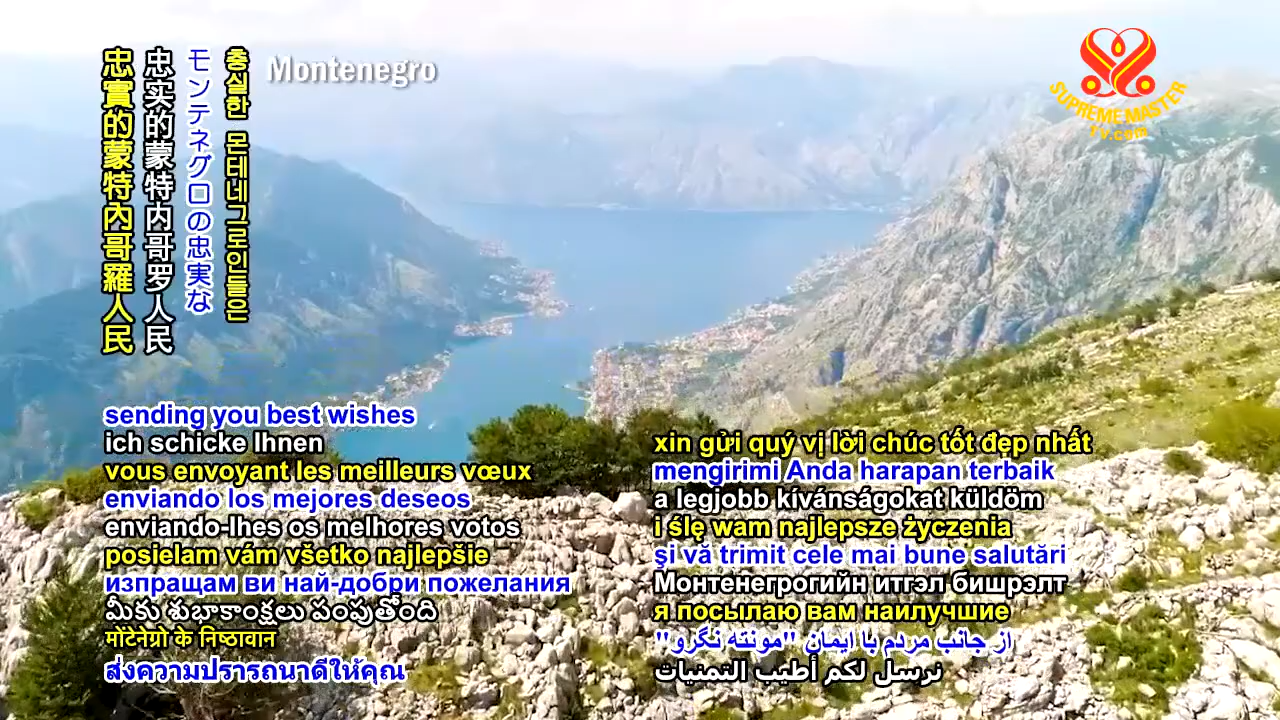 忠實的蒙特內哥羅人民
忠实的蒙特内哥罗人民
モンテネグロの忠実な
충실한 몬테네그로인들은
Montenegro
SUPREME MASTER
TV.com
sending you best wishes
ich schicke Ihnen
vous envoyant les meilleurs vœux
enviando los mejores deseos
enviando-lhes os melhores votos
posielam vám všetko najlepšie
изпращам ви най-добри пожелания
మీకు శుభాకాంక్షలు పంపుతోంది
मोंटेनेग्रो के निष्ठावान
ส่งความปรารถนาดีให้คุณ
xin gửi quý vị lời chúc tốt đẹp nhất
mengirimi Anda harapan terbaik
a legjobb kívánságokat küldöm
i ślę wam najlepsze życzenia
şi vă trimit cele mai bune salutări
Монтенегрогийн итгэл бишрэлт
я посылаю вам наилучшие
از جانب مردم با ایمان "مونته نگرو"
نرسل لكم أطيب التمنيات